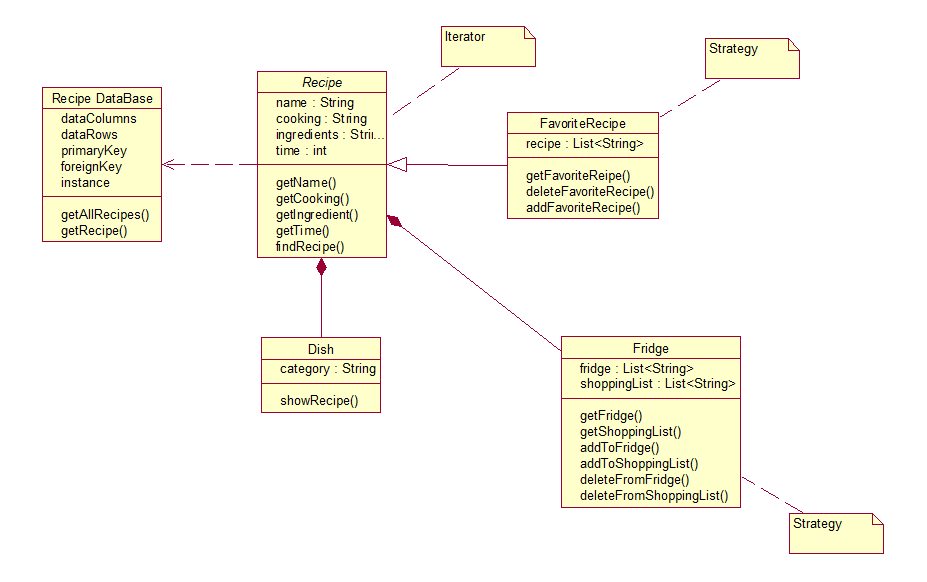 Iterator
Strategy
Recipe
name : String
cooking : String
ingredients : Strin...
time : int
getName()
getCooking()
getIngredient()
getTime()
findRecipe()
Recipe DataBase
dataColumns
dataRows
primaryKey
foreignKey
instance
getAllRecipes()
getRecipe()
FavoriteRecipe
recipe : List<String>
getFavoriteReipe()
deleteFavoriteRecipe()
addFavoriteRecipe()
Dish
category : String
showRecipe()
Fridge
fridge : List<String>
shoppingList : List<String>
getFridge()
getShoppingList()
addToFridge()
addToShoppingList()
deleteFromFridge()
deleteFromShoppingList()
Strategy